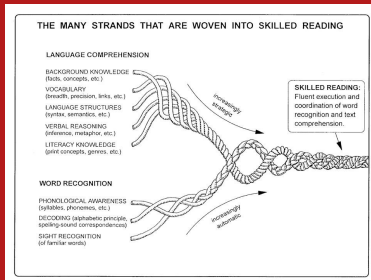 THE MANY STRANDS THAT ARE WOVEN INTO SKILLED READING
LANGUAGE COMPREHENSION
BACKGROUND KNOWLEDGE
(facts, concepts, etc.)
VOCABULARY
(breadth, precision, links, etc.)
LANGUAGE STRUCTURES
(syntax, semantics, etc.)
VERBAL REASONING
(inference, metaphor, etc.)
LITERACY KNOWLEDGE
(print concepts, genres, etc.)
increasingly
strategic
SKILLED READING:
Fluent execution and
coordination of word
recognition and text
comprehension.
WORD RECOGNITION
PHONOLOGICAL AWARENESS
(syllables, phonemes, etc.)
DECODING (alphabetic principle,
spelling-sound correspondences)
SIGHT RECOGNITION
(of familiar words)
increasingly
automatic